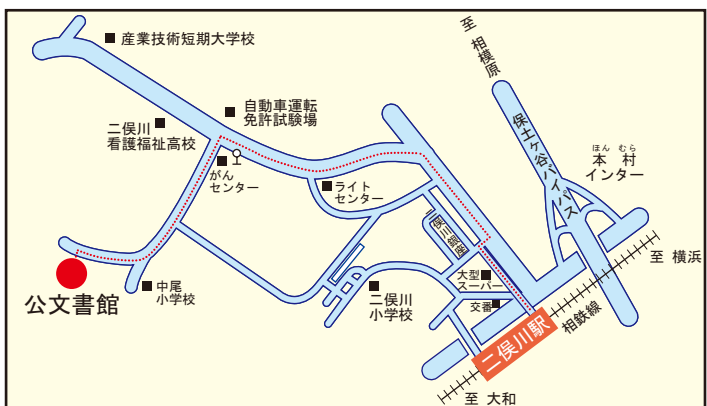 産業技術短期大学校
至 相模原
自動車運転
免許試験場
二俣川
看護福祉高校
保土ヶ谷バイパス
ほん むら
本 村
インター
がん
センター
ライト
センター
二俣川銀座
至 横浜
大型
スーパー
中尾
小学校
二俣川
小学校
交番
公文書館
二俣川駅
相鉄線
至 大和